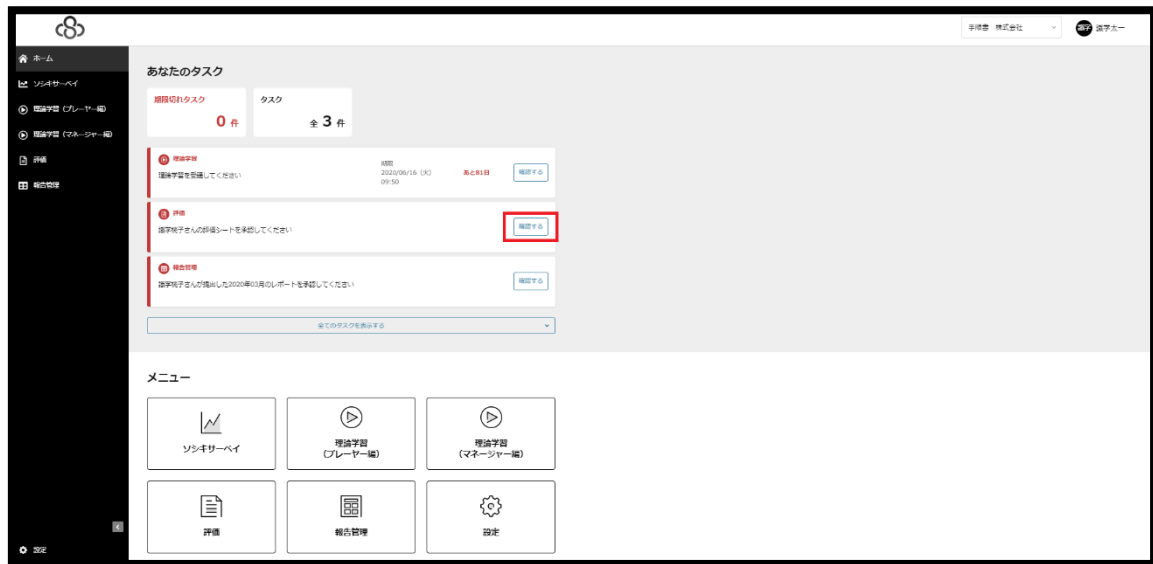 手順書 株式会社
識学 識学太一
ホーム
ソシキサーベイ
理論学習 (プレーヤー編)
理論学習 (マネージャー編)
評価
報告管理
設定
あなたのタスク
期限切れタスク
0 件
タスク
全 3 件
理論学習
理論学習を受講してください
期限
2020/06/16 (火)
09:50
あと81日
確認する
評価
識学桃子さんの評価シートを承認してください
確認する
報告管理
識学桃子さんが提出した2020年03月のレポートを承認してください
確認する
全てのタスクを表示する
メニュー
ソシキサーベイ
理論学習
(プレーヤー編)
理論学習
(マネージャー編)
評価
報告管理
設定